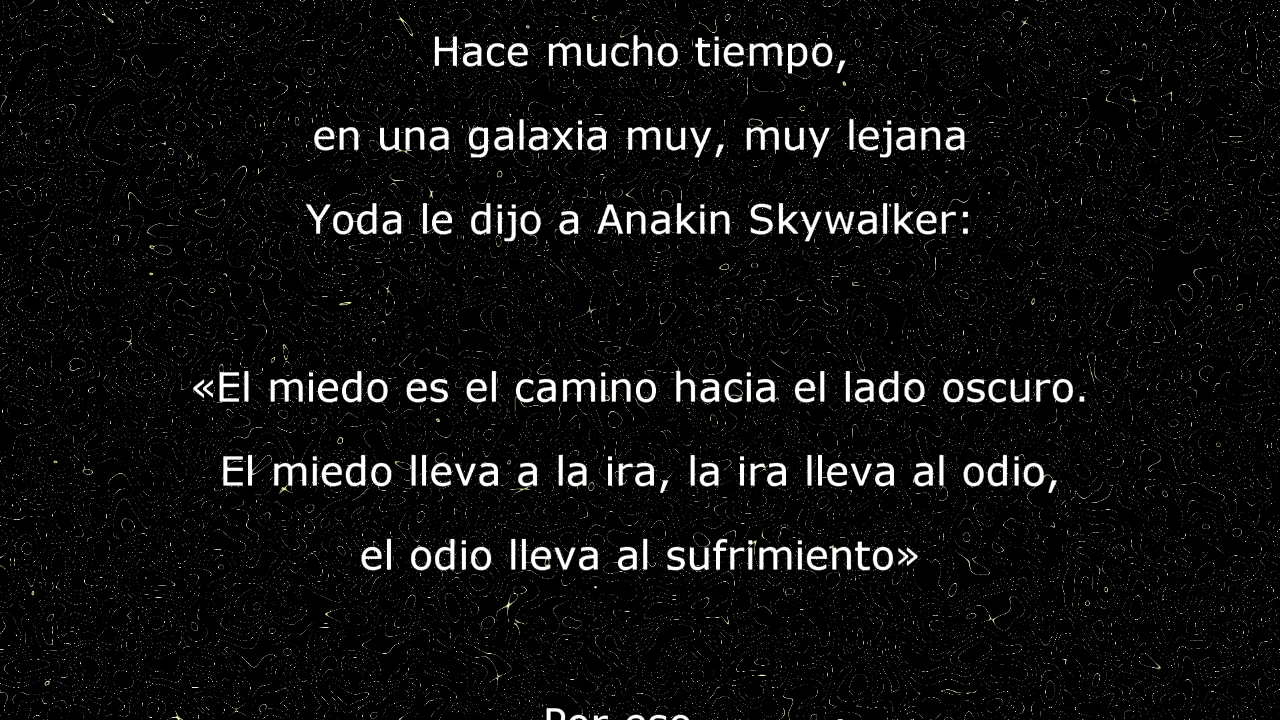 Hace mucho tiempo,
en una galaxia muy, muy lejana
Yoda le dijo a Anakin Skywalker:
«El miedo es el camino hacia el lado oscuro.
El miedo lleva a la ira, la ira lleva al odio,
el odio lleva al sufrimiento»
Por eso